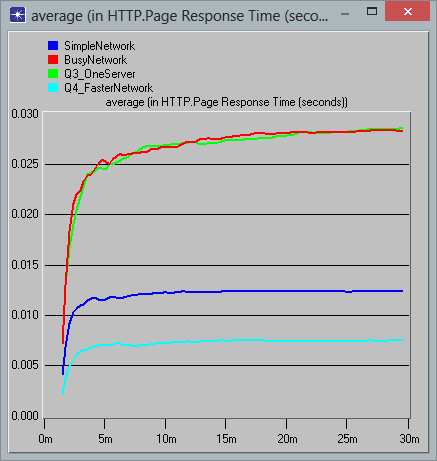 average (in HTTP.Page Response Time (seco...
SimpleNetwork
BusyNetwork
Q3_OneServer
Q4_FasterNetwork
average (in HTTP.Page Response Time (seconds))
0.030
0.025
0.020
0.015
0.010
0.005
0.000
0m 5m 10m 15m 20m 25m 30m